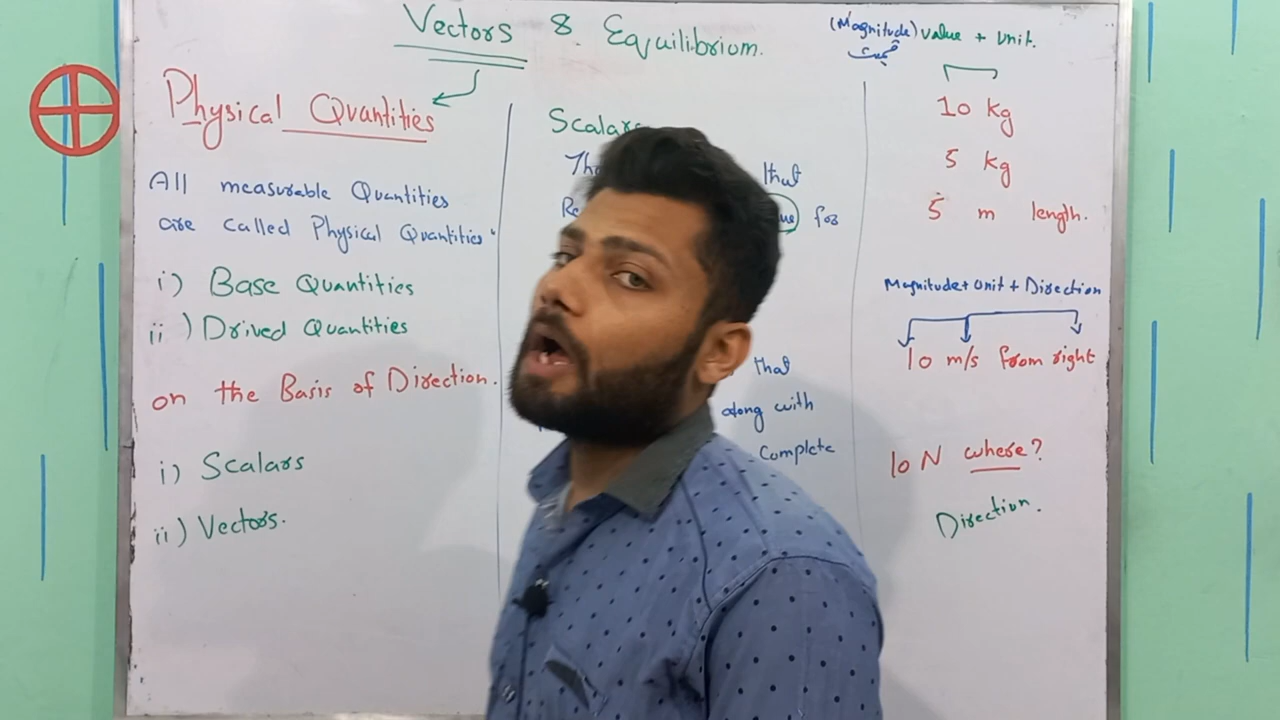 Vectors & Equilibrium.
Physical Quantities
All measurable Quantities
are called Physical Quantities.
i) Base Quantities
ii) Drived Quantities
on the Basis of Direction.
i) Scalars
ii) Vectors.
Scalars
that
for
that
along with
Complete
(Magnitude) value + unit.
قیمت
10 kg
5 kg
5 m length.
Magnitude + Unit + Direction
10 m/s from right
10 N where?
Direction.